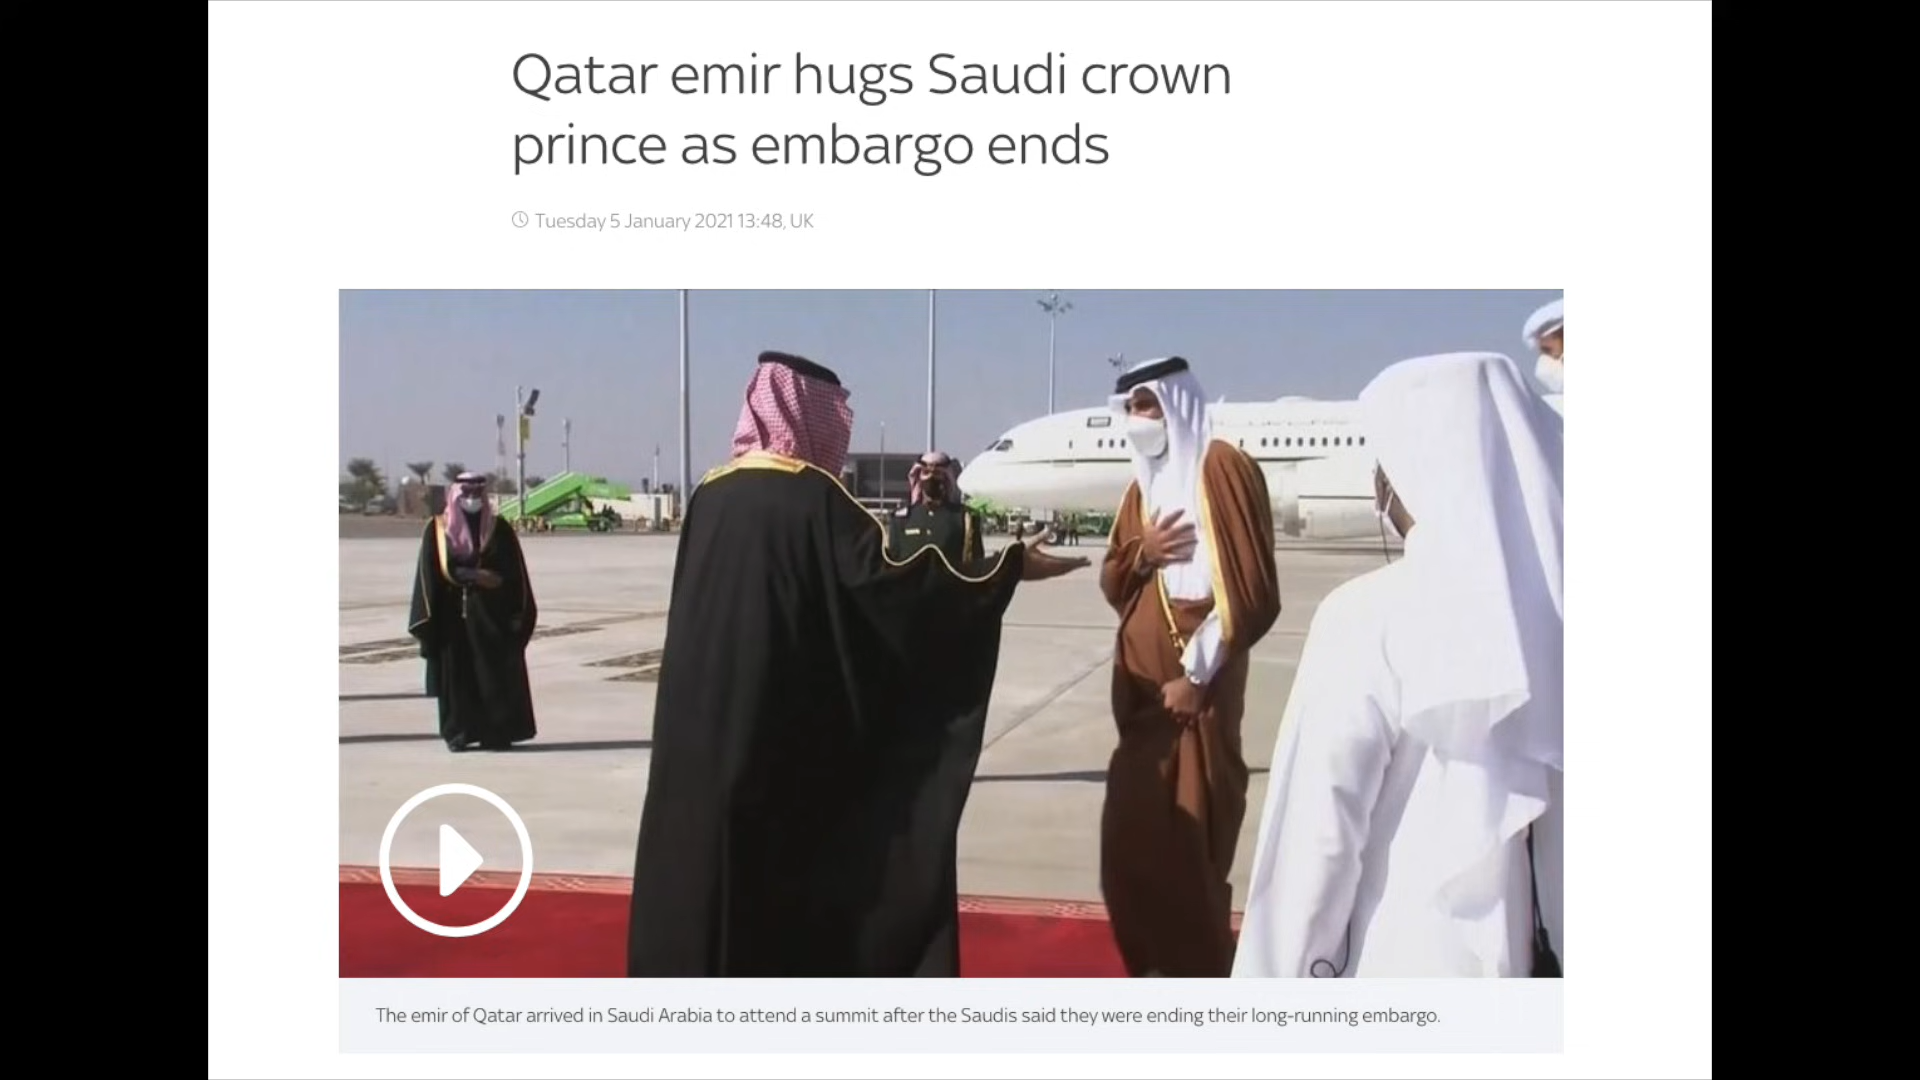 Qatar emir hugs Saudi crown
prince as embargo ends
Tuesday 5 January 2021 13:48, UK
The emir of Qatar arrived in Saudi Arabia to attend a summit after the Saudis said they were ending their long-running embargo.